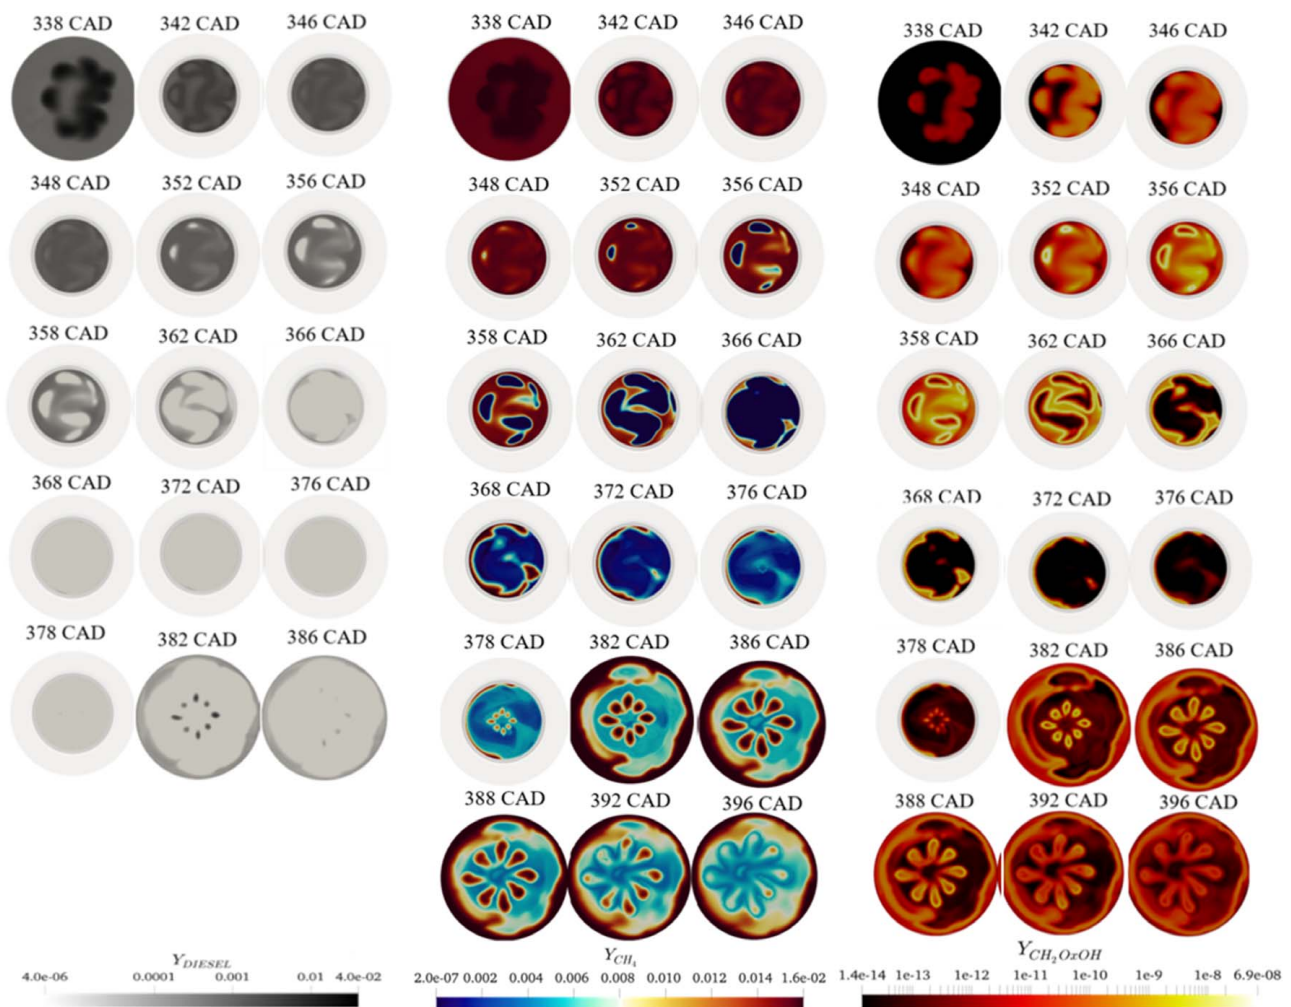 338 CAD 342 CAD 346 CAD
348 CAD 352 CAD 356 CAD
358 CAD 362 CAD 366 CAD
368 CAD 372 CAD 376 CAD
378 CAD 382 CAD 386 CAD
Y_DIESEL
4.0e-06 0.0001 0.001 0.01 4.0e-02
338 CAD 342 CAD 346 CAD
348 CAD 352 CAD 356 CAD
358 CAD 362 CAD 366 CAD
368 CAD 372 CAD 376 CAD
378 CAD 382 CAD 386 CAD
388 CAD 392 CAD 396 CAD
Y_CH₄
2.0e-07 0.002 0.004 0.006 0.008 0.010 0.012 0.014 1.6e-02
338 CAD 342 CAD 346 CAD
348 CAD 352 CAD 356 CAD
358 CAD 362 CAD 366 CAD
368 CAD 372 CAD 376 CAD
378 CAD 382 CAD 386 CAD
388 CAD 392 CAD 396 CAD
Y_CH₂OxOH
1.4e-14 1e-13 1e-12 1e-11 1e-10 1e-9 1e-8 6.9e-08